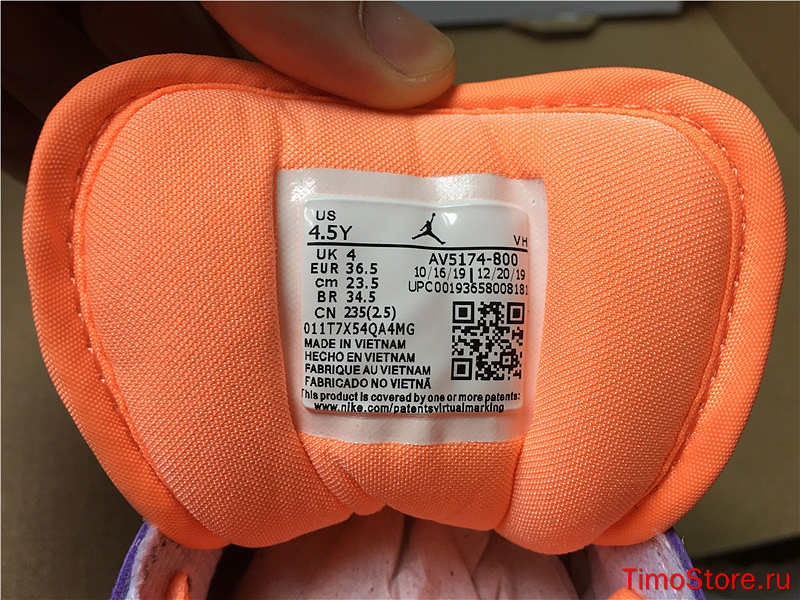 US
4.5Y
VH
UK 4
EUR 36.5
cm 23.5
BR 34.5
CN 235(2.5)
AV5174-800
10/16/19 | 12/20/19
UPC00193658008181
011T7X54QA4MG
MADE IN VIETNAM
HECHO EN VIETNAM
FABRIQUE AU VIETNAM
FABRICADO NO VIETNÃ
This product is covered by one or more patents:
www.nike.com/patentsvirtualmarking
TimoStore.ru